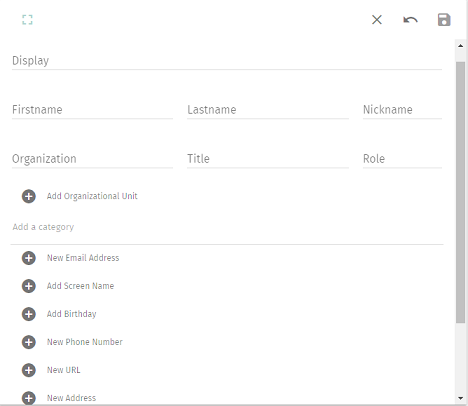 Display
Firstname Lastname Nickname
Organization Title Role
Add Organizational Unit
Add a category
New Email Address
Add Screen Name
Add Birthday
New Phone Number
New URL
New Address